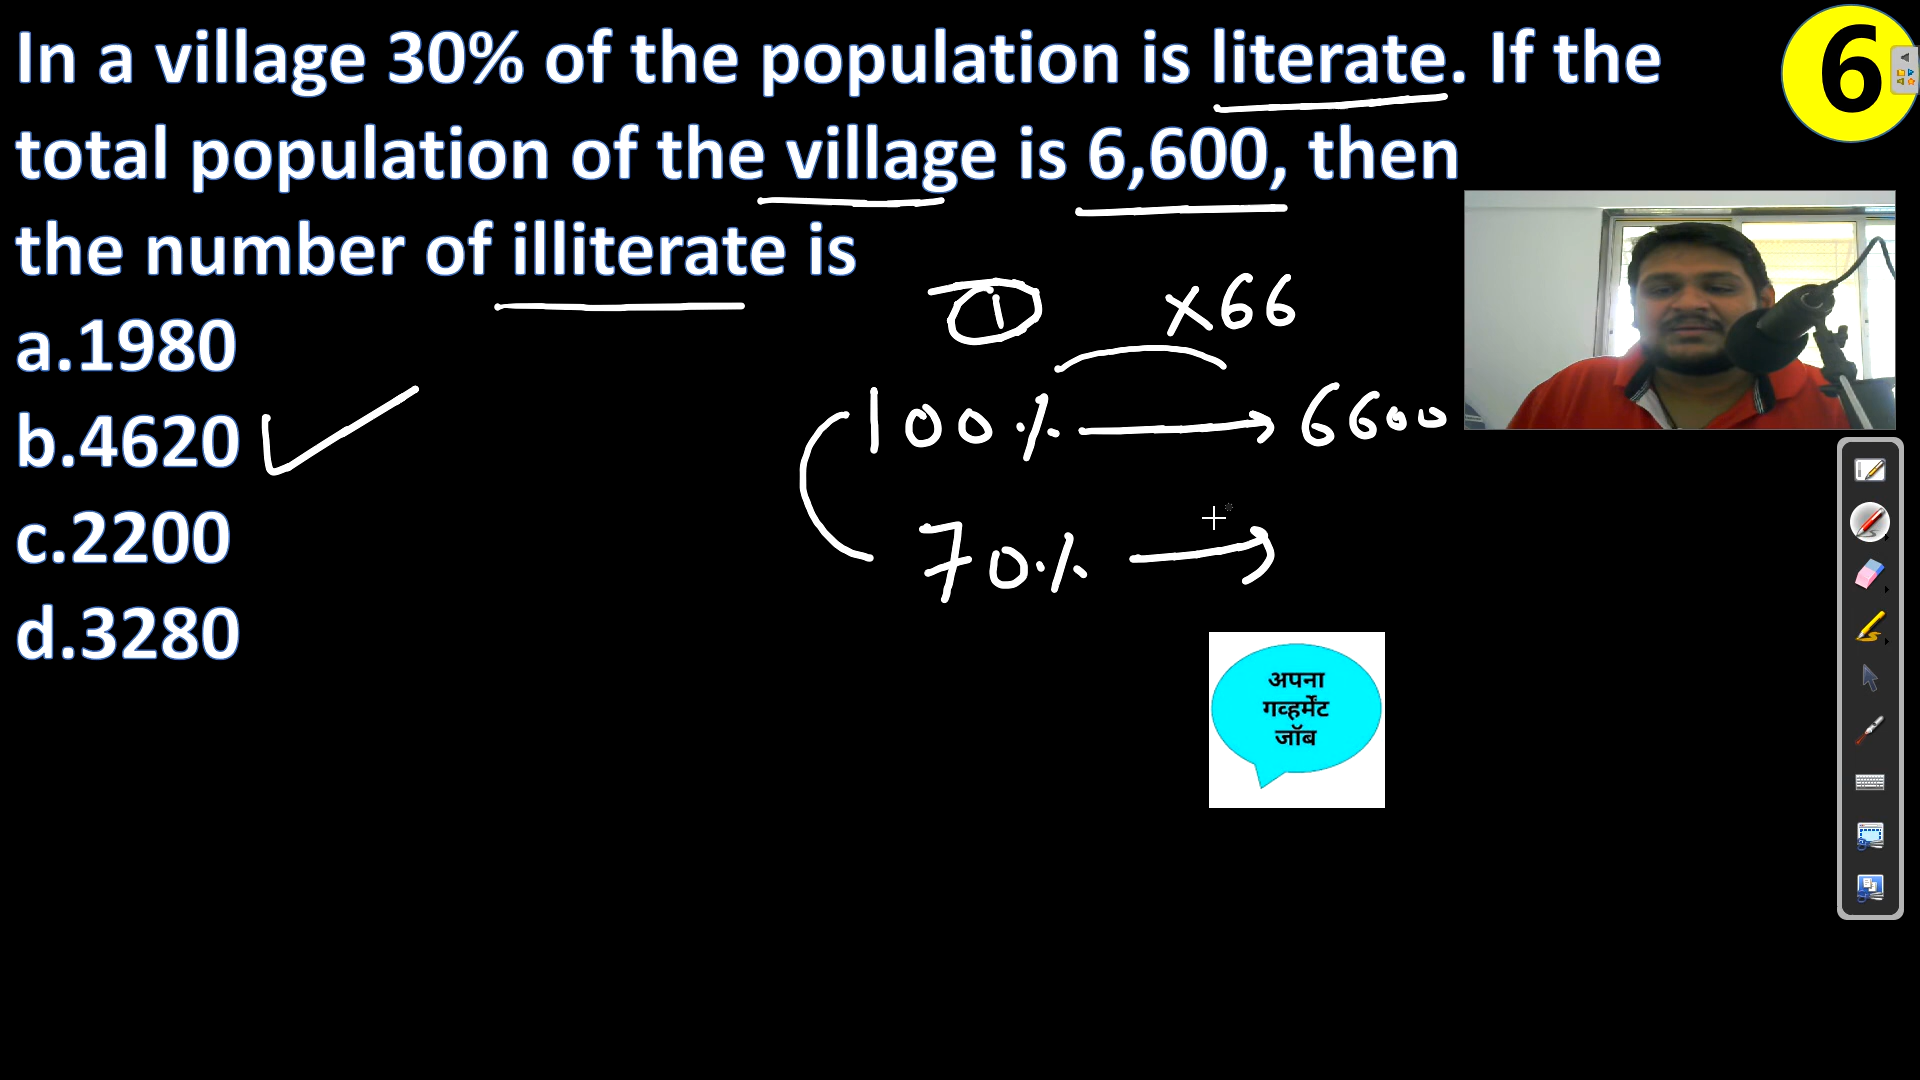 In a village 30% of the population is literate. If the
total population of the village is 6,600, then
the number of illiterate is
a.1980
b.4620
c.2200
d.3280
6
1
×66
100% → 6600
70% →
अपना
गव्हर्मेंट
जॉब